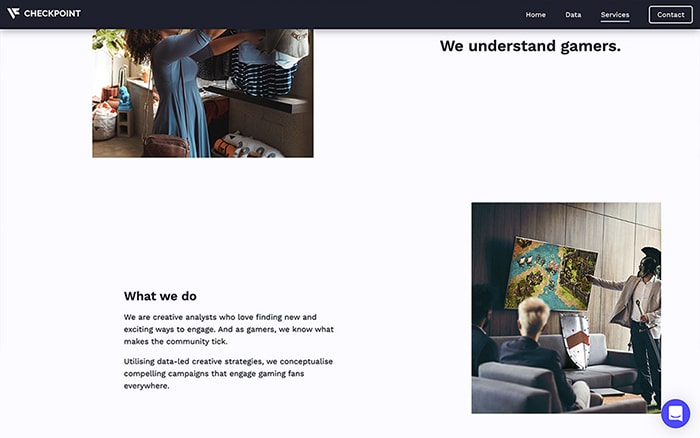 CHECKPOINT
Home
Data
Services
Contact
We understand gamers.
What we do
We are creative analysts who love finding new and
exciting ways to engage. And as gamers, we know what
makes the community tick.
Utilising data-led creative strategies, we conceptualise
compelling campaigns that engage gaming fans
everywhere.